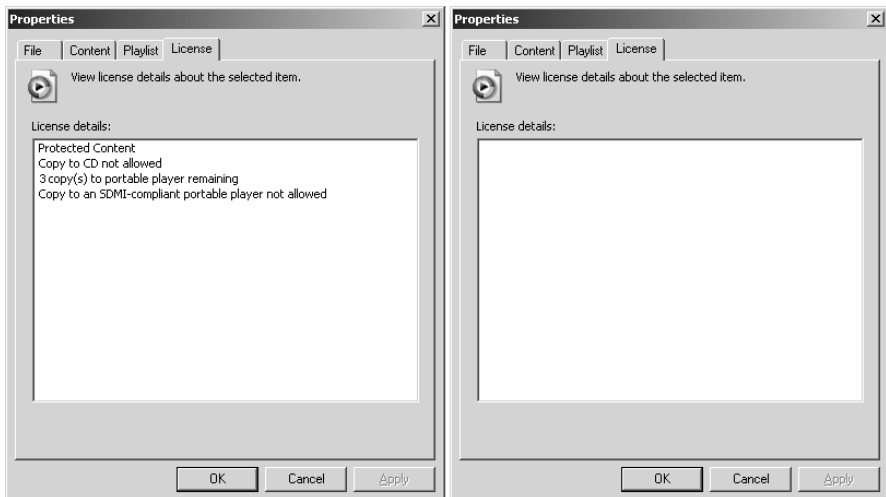 Properties
File Content Playlist License
View license details about the selected item.
License details:
Protected Content
Copy to CD not allowed
3 copy(s) to portable player remaining
Copy to an SDMI-compliant portable player not allowed
OK Cancel Apply
Properties
File Content Playlist License
View license details about the selected item.
License details:
OK Cancel Apply